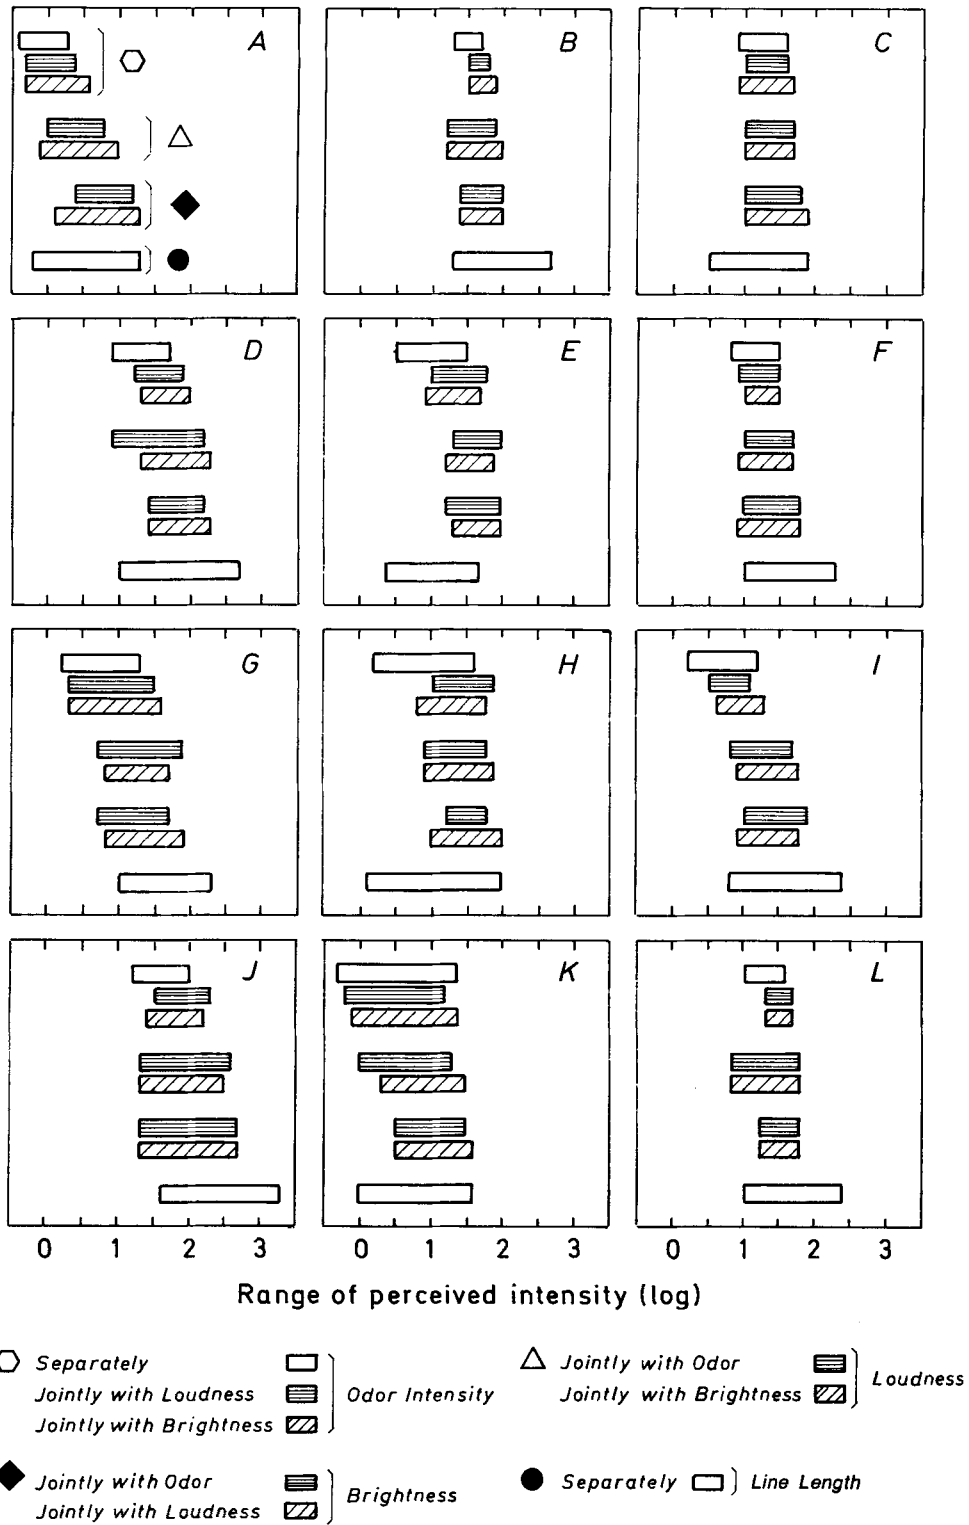 A B C
D E F
G H I
J K L
0 1 2 3 0 1 2 3 0 1 2 3
Range of perceived intensity (log)
Separately
Jointly with Loudness
Jointly with Brightness
Odor Intensity
Jointly with Odor
Jointly with Brightness
Loudness
Jointly with Odor
Jointly with Loudness
Brightness
Separately
Line Length